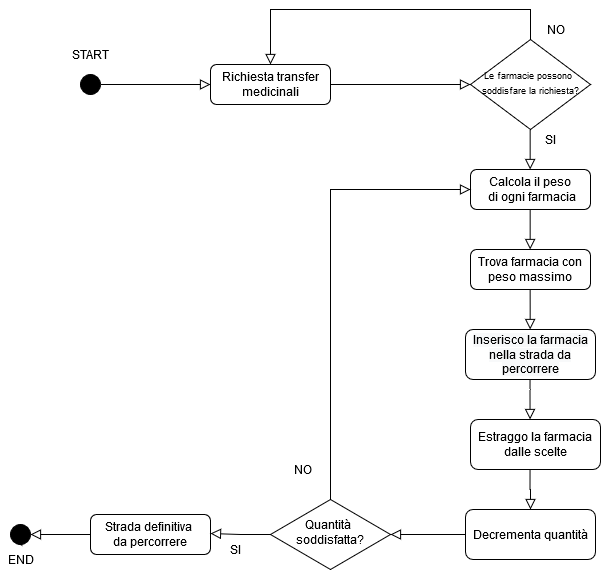 NO
START
Richiesta transfer
medicinali
Le farmacie possono
soddisfare la richiesta?
SI
Calcola il peso
di ogni farmacia
Trova farmacia con
peso massimo
Inserisco la farmacia
nella strada da
percorrere
Estraggo la farmacia
dalle scelte
NO
Decrementa quantità
Quantità
soddisfatta?
SI
Strada definitiva
da percorrere
END